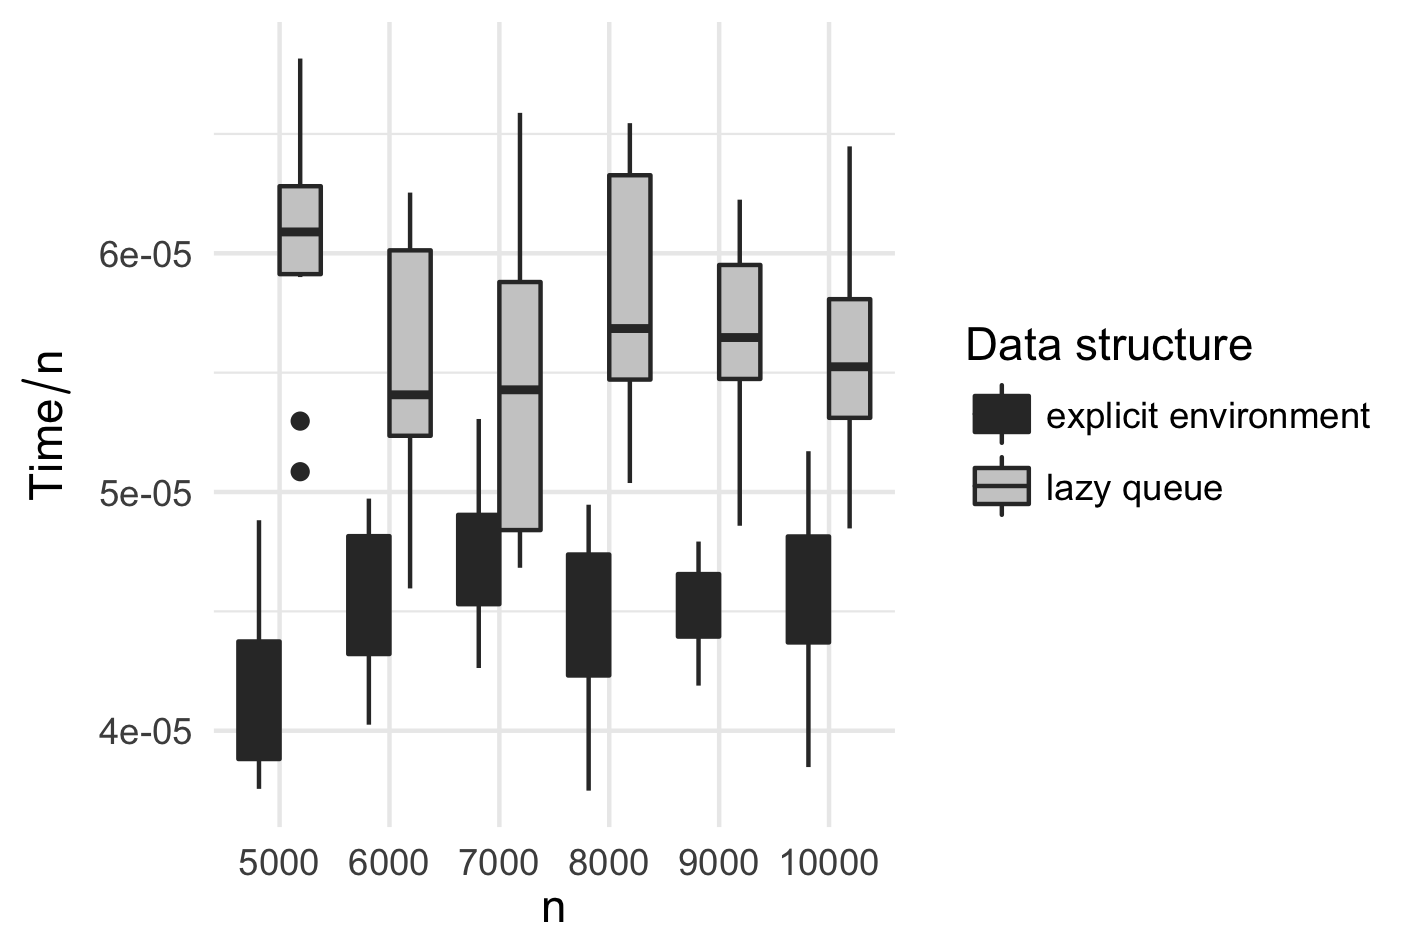 Time/n
6e-05
5e-05
4e-05
5000 6000 7000 8000 9000 10000
n
Data structure
explicit environment
lazy queue